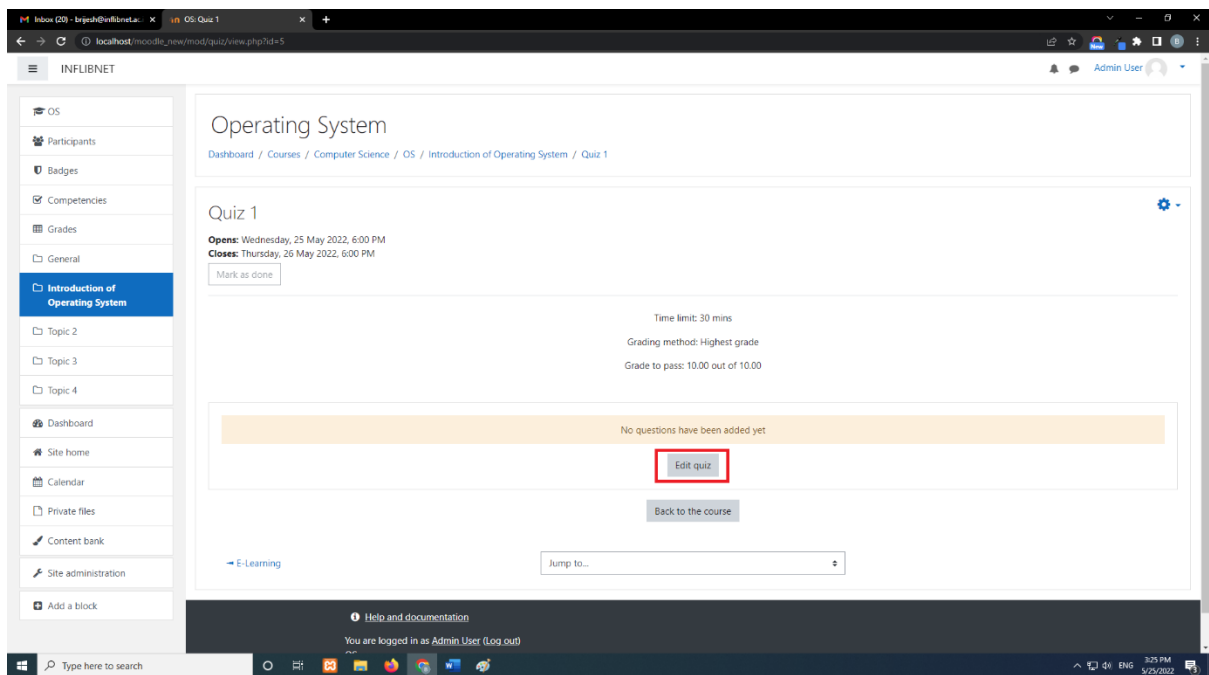 Inbox (20) - brijesh@inflibnet.ac.i
OS: Quiz 1
localhost/moodle_new/mod/quiz/view.php?id=5
New
B
INFLIBNET
Admin User
OS
Participants
Badges
Competencies
Grades
General
Introduction of
Operating System
Topic 2
Topic 3
Topic 4
Dashboard
Site home
Calendar
Private files
Content bank
Site administration
Add a block
Operating System
Dashboard / Courses / Computer Science / OS / Introduction of Operating System / Quiz 1
Quiz 1
Opens: Wednesday, 25 May 2022, 6:00 PM
Closes: Thursday, 26 May 2022, 6:00 PM
Mark as done
Time limit: 30 mins
Grading method: Highest grade
Grade to pass: 10.00 out of 10.00
No questions have been added yet
Edit quiz
Back to the course
◄ E-Learning
Jump to...
Help and documentation
You are logged in as Admin User (Log out)
OS
Type here to search
ENG
3:25 PM
5/25/2022